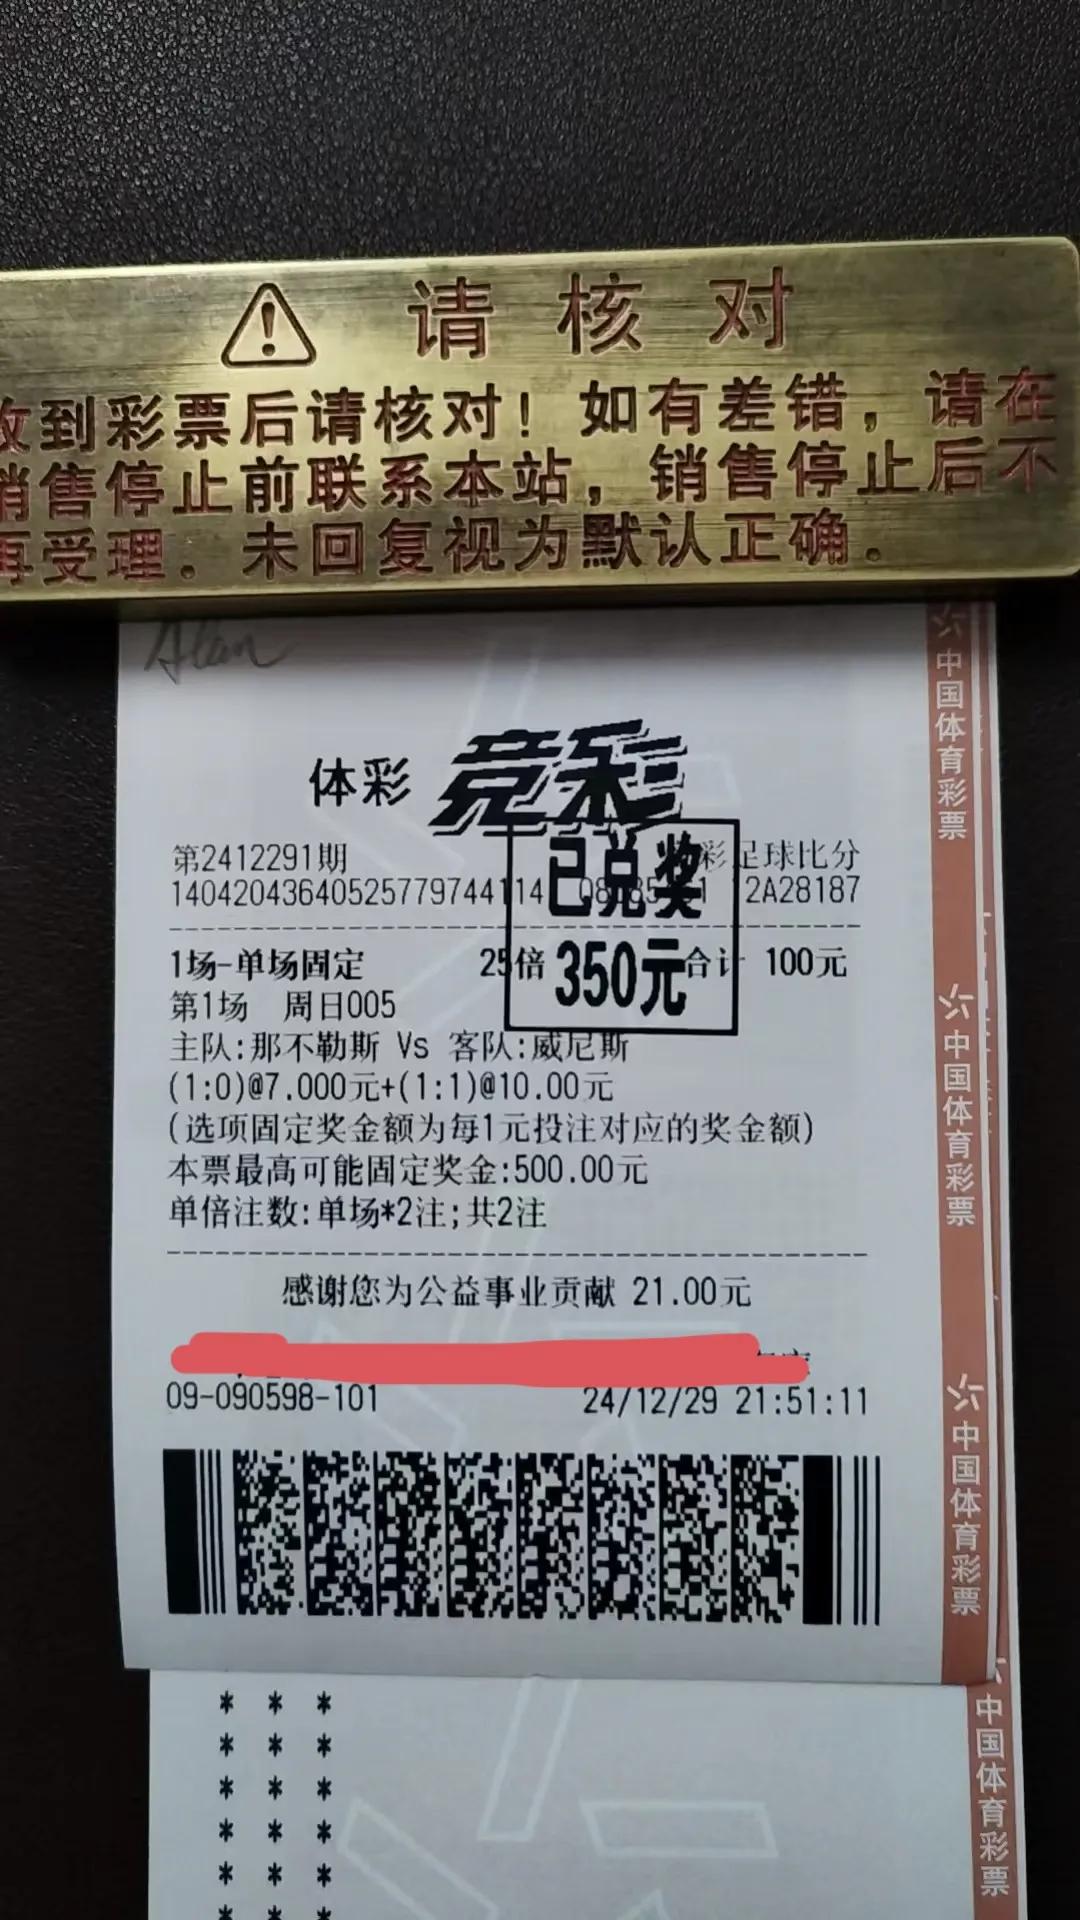 请核对
收到彩票后请核对！如有差错，请在
销售停止前联系本站，销售停止后不
再受理。未回复视为默认正确。
Alan
体彩 竞彩
第2412291期 彩足球比分
140420436405257797744114 2A28187
已兑奖
350元
1场-单场固定 25倍 合计 100元
第1场 周日005
主队:那不勒斯 Vs 客队:威尼斯
(1:0)@7.000元+(1:1)@10.00元
(选项固定奖金额为每1元投注对应的奖金额)
本票最高可能固定奖金:500.00元
单倍注数:单场*2注;共2注
感谢您为公益事业贡献 21.00元
09-090598-101 24/12/29 21:51:11
* * *
* * *
* * *
* * *
* * *
* * *
中国体育彩票
中国体育彩票
中国体育彩票
中国体育彩票